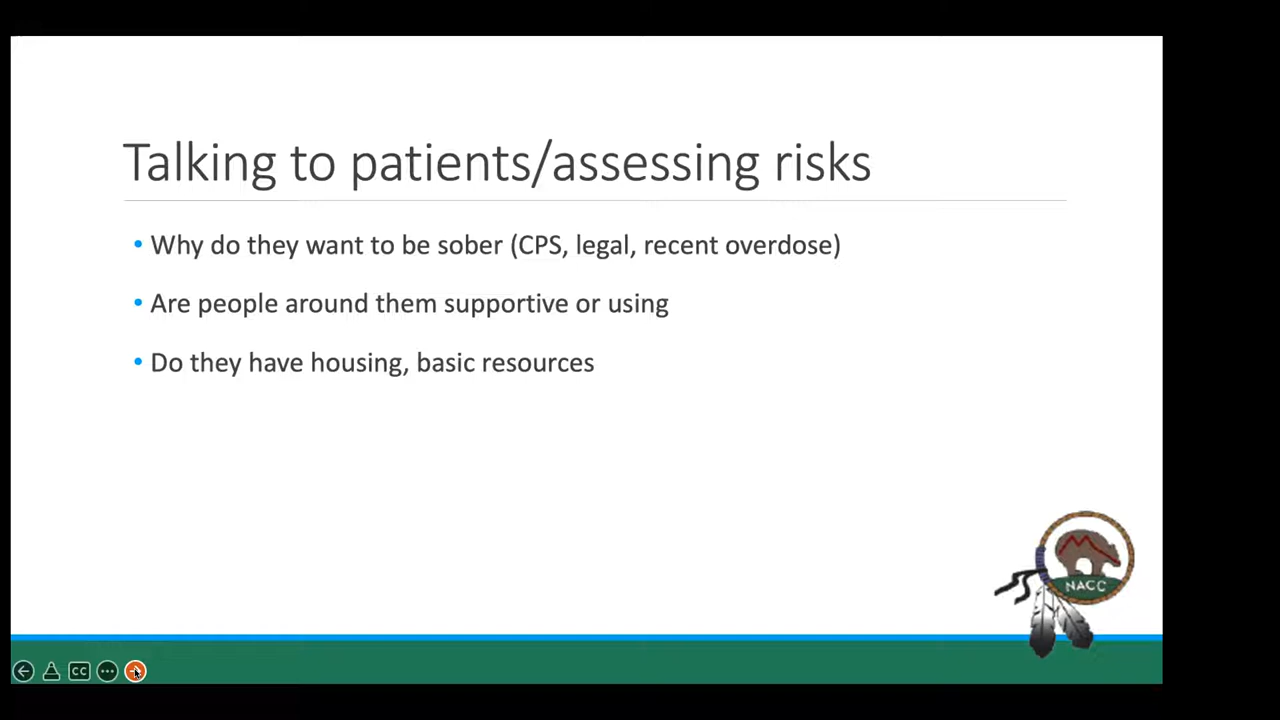 Talking to patients/assessing risks
• Why do they want to be sober (CPS, legal, recent overdose)
• Are people around them supportive or using
• Do they have housing, basic resources
NACC
CC